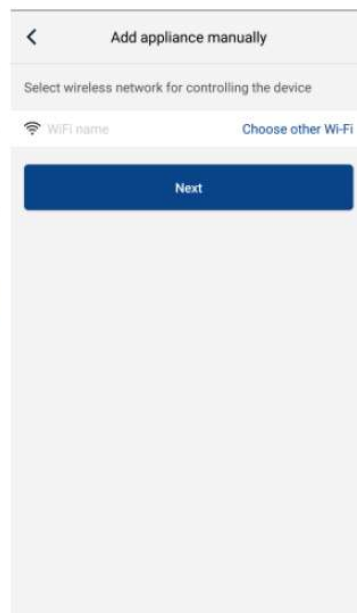 Add appliance manually
Select wireless network for controlling the device
WiFi name Choose other Wi-Fi
Next